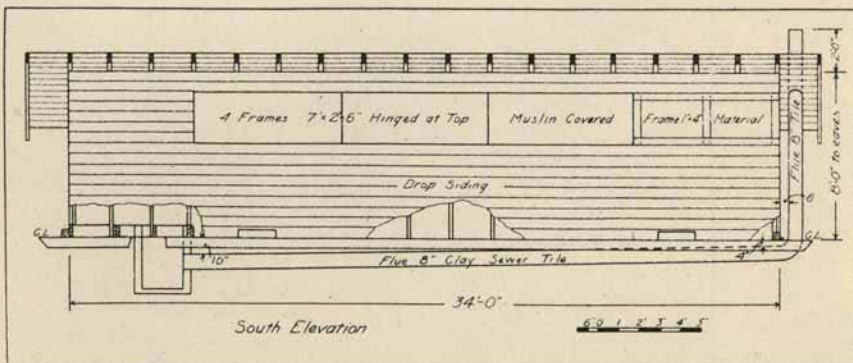 2'-0"
4 Frames 7'×2'-6" Hinged at Top Muslin Covered Frame 1"×4" Material
Flue 8" Tile
8'-0" to eaves
Drop Siding
6"
G.L. G.L.
10" 4"
Flue 8" Clay Sewer Tile
34'-0"
South Elevation
6" 0 1 2' 3' 4' 5'